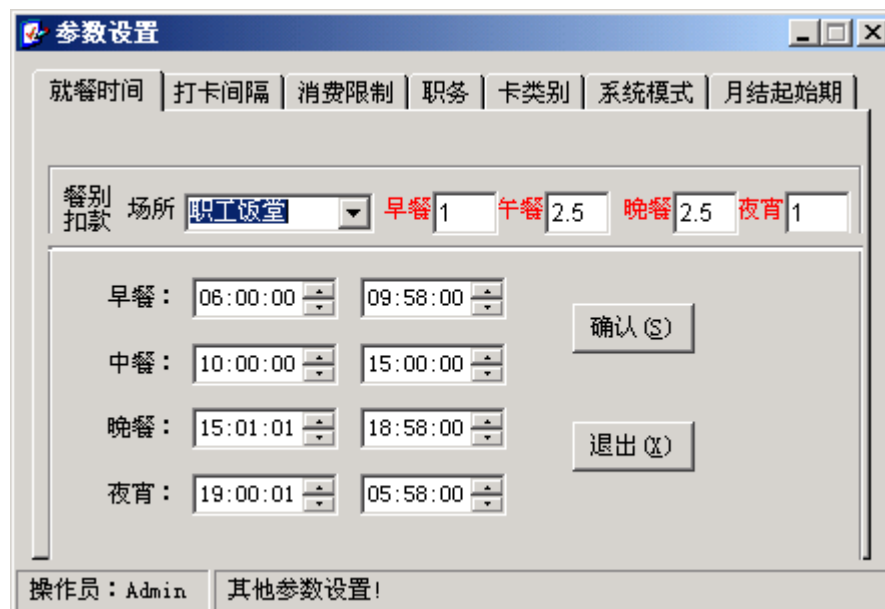 参数设置
就餐时间 打卡间隔 消费限制 职务 卡类别 系统模式 月结起始期
餐别扣款 场所 职工饭堂 早餐 1 午餐 2.5 晚餐 2.5 夜宵 1
早餐： 06:00:00 09:58:00
确认(S)
中餐： 10:00:00 15:00:00
晚餐： 15:01:01 18:58:00
退出(X)
夜宵： 19:00:01 05:58:00
操作员：Admin 其他参数设置!